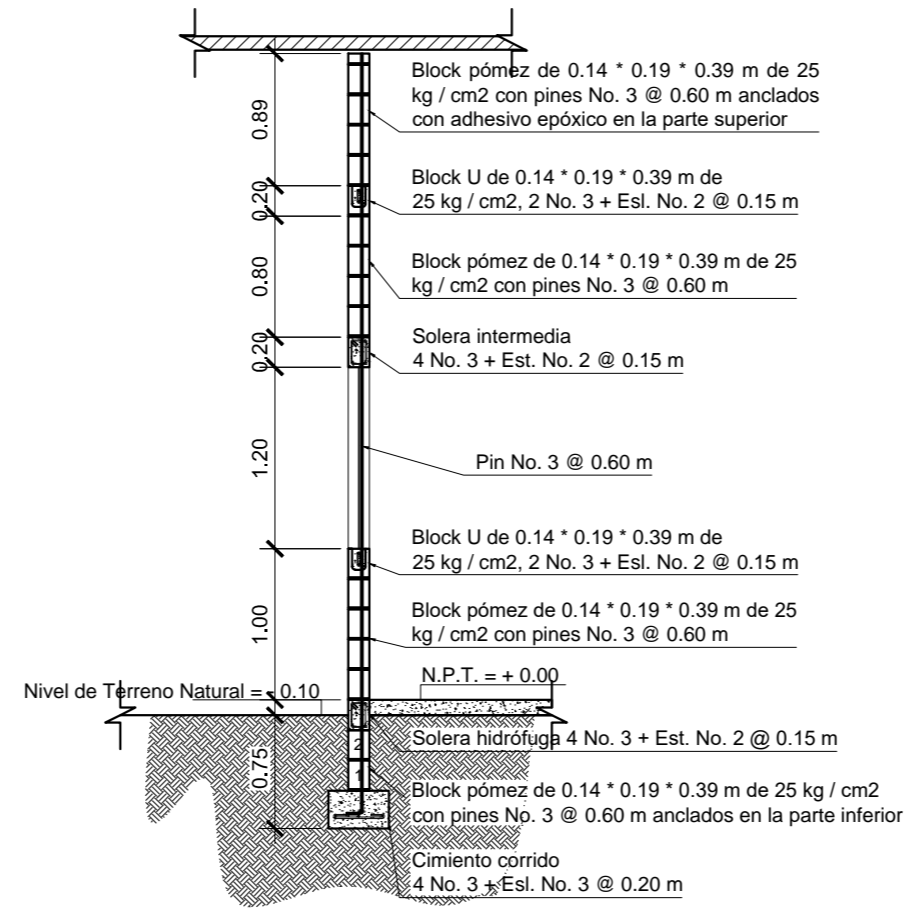 Block pómez de 0.14 * 0.19 * 0.39 m de 25
kg / cm2 con pines No. 3 @ 0.60 m anclados
con adhesivo epóxico en la parte superior
0.89
Block U de 0.14 * 0.19 * 0.39 m de
25 kg / cm2, 2 No. 3 + Esl. No. 2 @ 0.15 m
0.20
Block pómez de 0.14 * 0.19 * 0.39 m de 25
kg / cm2 con pines No. 3 @ 0.60 m
0.80
Solera intermedia
4 No. 3 + Est. No. 2 @ 0.15 m
0.20
1.20
Pin No. 3 @ 0.60 m
Block U de 0.14 * 0.19 * 0.39 m de
25 kg / cm2, 2 No. 3 + Esl. No. 2 @ 0.15 m
1.00
Block pómez de 0.14 * 0.19 * 0.39 m de 25
kg / cm2 con pines No. 3 @ 0.60 m
N.P.T. = + 0.00
Nivel de Terreno Natural = - 0.10
Solera hidrófuga 4 No. 3 + Est. No. 2 @ 0.15 m
2
0.75
1
Block pómez de 0.14 * 0.19 * 0.39 m de 25 kg / cm2
con pines No. 3 @ 0.60 m anclados en la parte inferior
Cimiento corrido
4 No. 3 + Esl. No. 3 @ 0.20 m